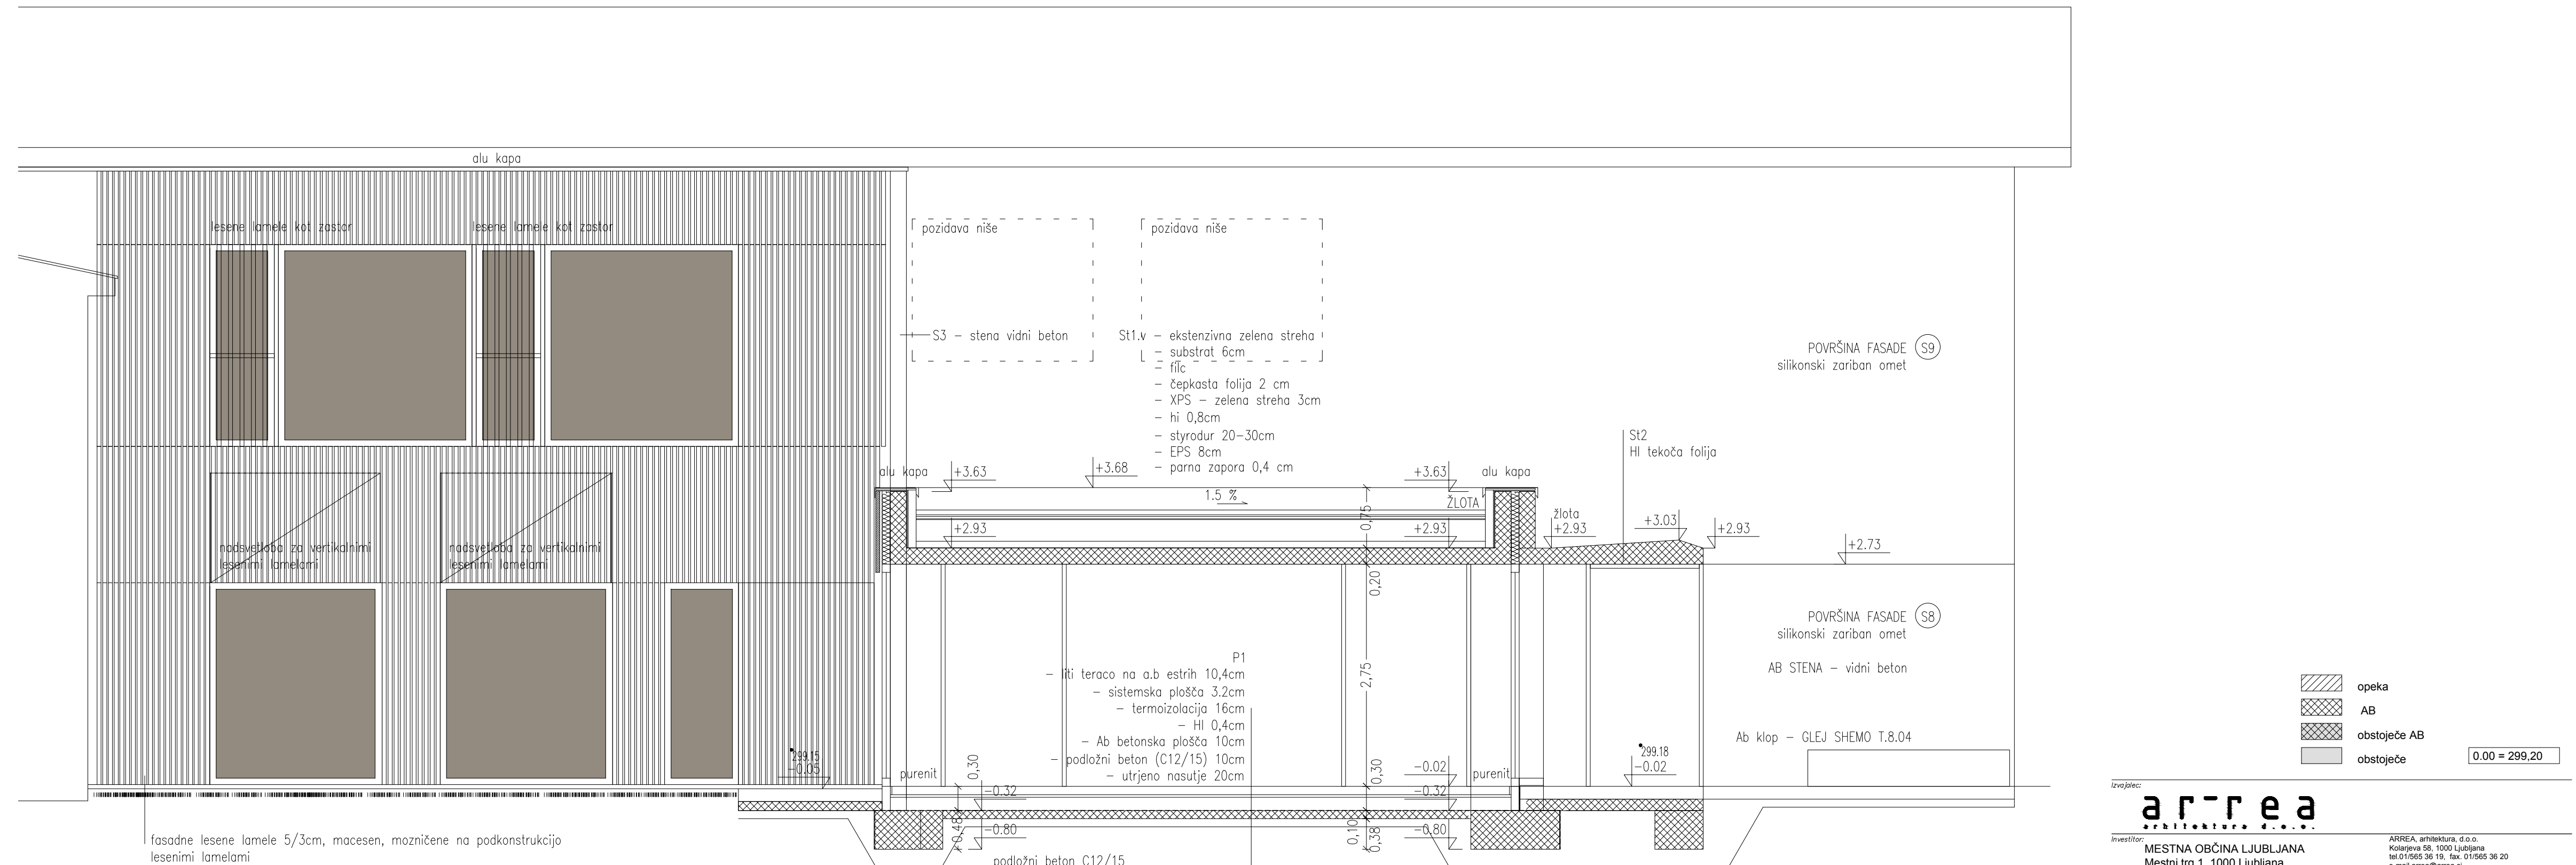 alu kapa
lesene lamele kot zastor
lesene lamele kot zastor
pozidava niše
pozidava niše
S3 – stena vidni beton
St1.v – ekstenzivna zelena streha
– substrat 6cm
– filc
– čepkasta folija 2 cm
– XPS – zelena streha 3cm
– hi 0,8cm
– styrodur 20-30cm
– EPS 8cm
– parna zapora 0,4 cm
POVRŠINA FASADE S9
silikonski zariban omet
St2
HI tekoča folija
alu kapa
+3.63
+3.68
+3.63
alu kapa
1.5 %
ŽLOTA
0,75
žlota
+2.93
+2.93
+2.93
+3.03
+2.93
+2.73
nadsvetloba za vertikalnimi
lesenimi lamelami
nadsvetloba za vertikalnimi
lesenimi lamelami
0,20
2,75
POVRŠINA FASADE S8
silikonski zariban omet
AB STENA – vidni beton
Ab klop – GLEJ SHEMO T.8.04
P1
– liti teraco na a.b estrih 10,4cm
– sistemska plošča 3.2cm
– termoizolacija 16cm
– HI 0,4cm
– Ab betonska plošča 10cm
– podložni beton (C12/15) 10cm
– utrjeno nasutje 20cm
299.15
-0.05
purenit
0,30
0,30
-0.02
purenit
299.18
-0.02
-0.32
-0.32
0,48
-0.80
0,10
0,38
-0.80
podložni beton C12/15
fasadne lesene lamele 5/3cm, macesen, mozničene na podkonstrukcijo
lesenimi lamelami
opeka
AB
obstoječe AB
obstoječe
0.00 = 299,20
Izvajalec:
arrea
arhitektura d.o.o.
Investitor:
MESTNA OBČINA LJUBLJANA
Mestni trg 1, 1000 Ljubljana
ARREA, arhitektura, d.o.o.
Kolarjeva 58, 1000 Ljubljana
tel.01/565 36 19, fax. 01/565 36 20